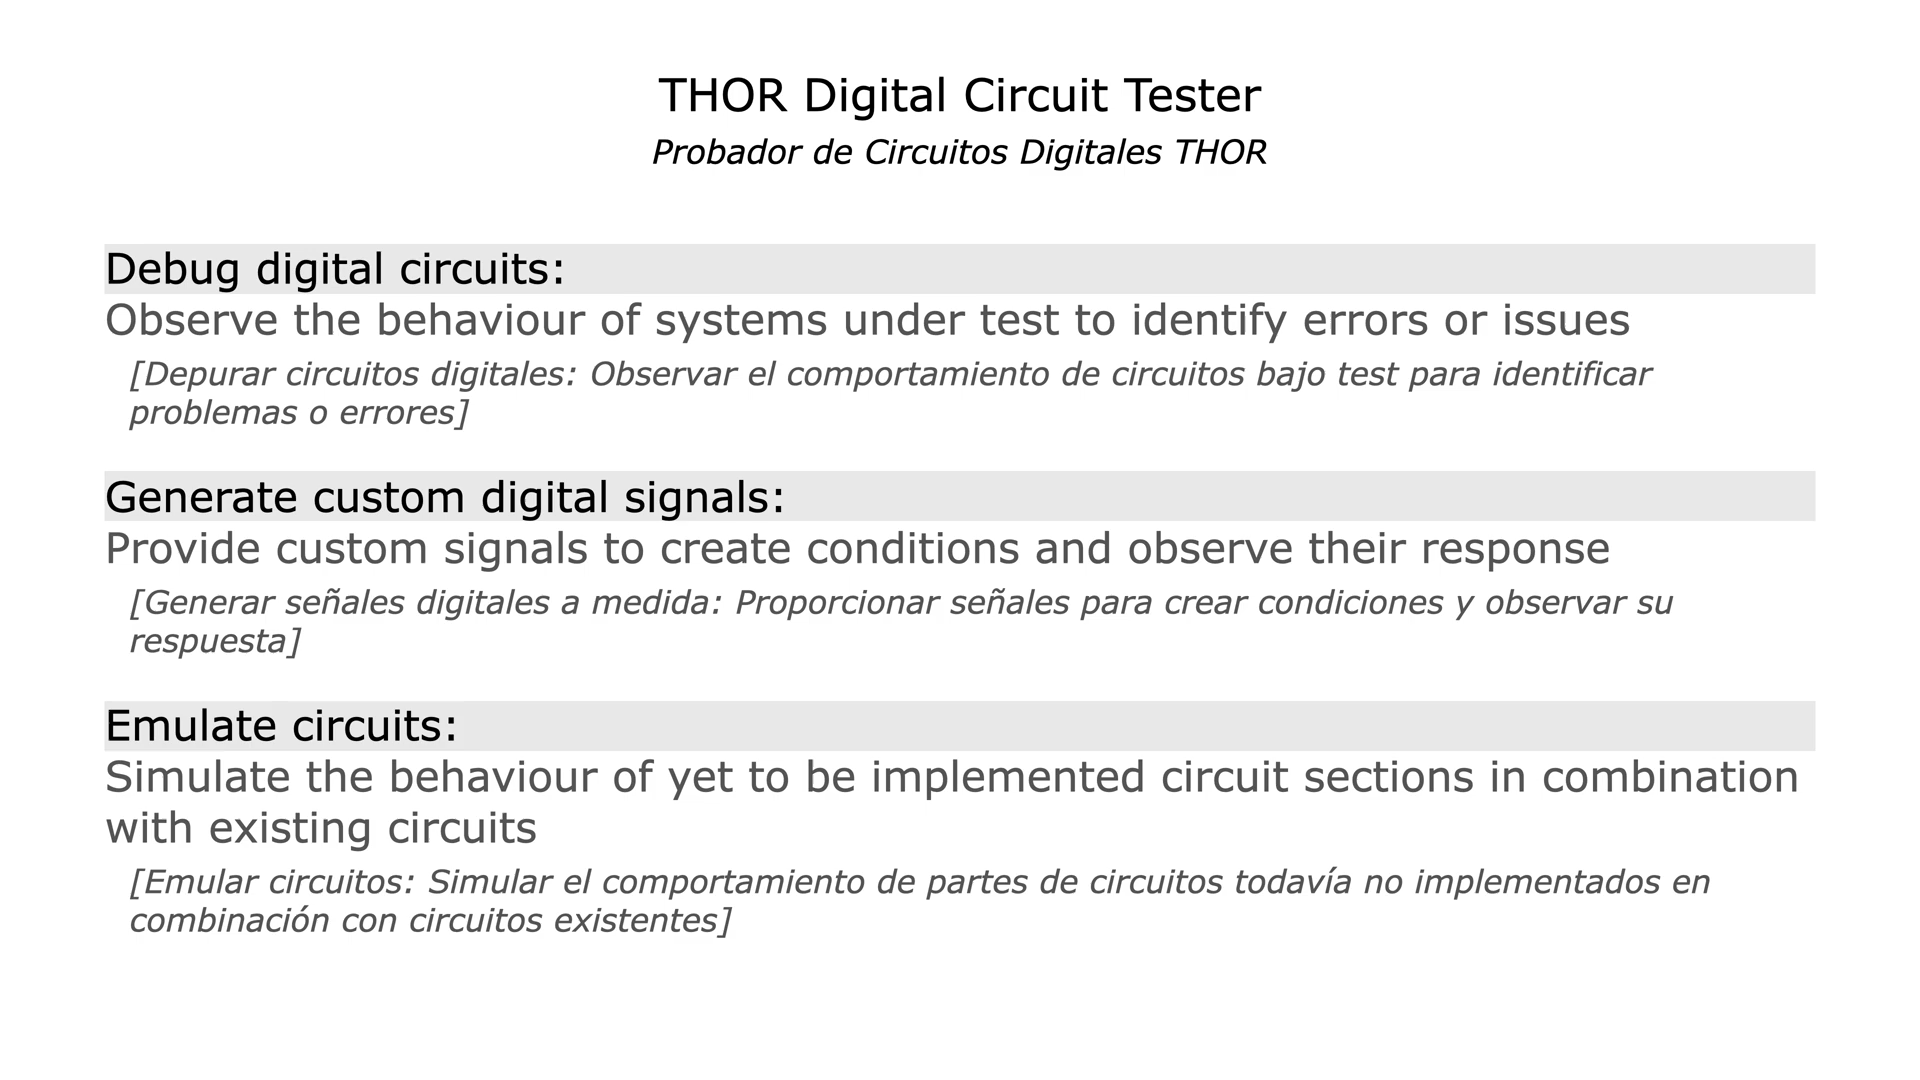 THOR Digital Circuit Tester
Probador de Circuitos Digitales THOR
Debug digital circuits:
Observe the behaviour of systems under test to identify errors or issues
[Depurar circuitos digitales: Observar el comportamiento de circuitos bajo test para identificar
problemas o errores]
Generate custom digital signals:
Provide custom signals to create conditions and observe their response
[Generar señales digitales a medida: Proporcionar señales para crear condiciones y observar su
respuesta]
Emulate circuits:
Simulate the behaviour of yet to be implemented circuit sections in combination
with existing circuits
[Emular circuitos: Simular el comportamiento de partes de circuitos todavía no implementados en
combinación con circuitos existentes]